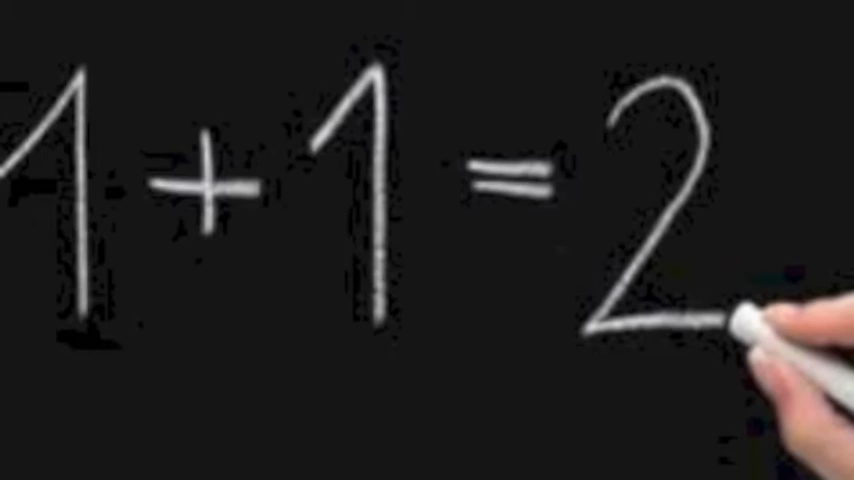 1 + 1 = 2